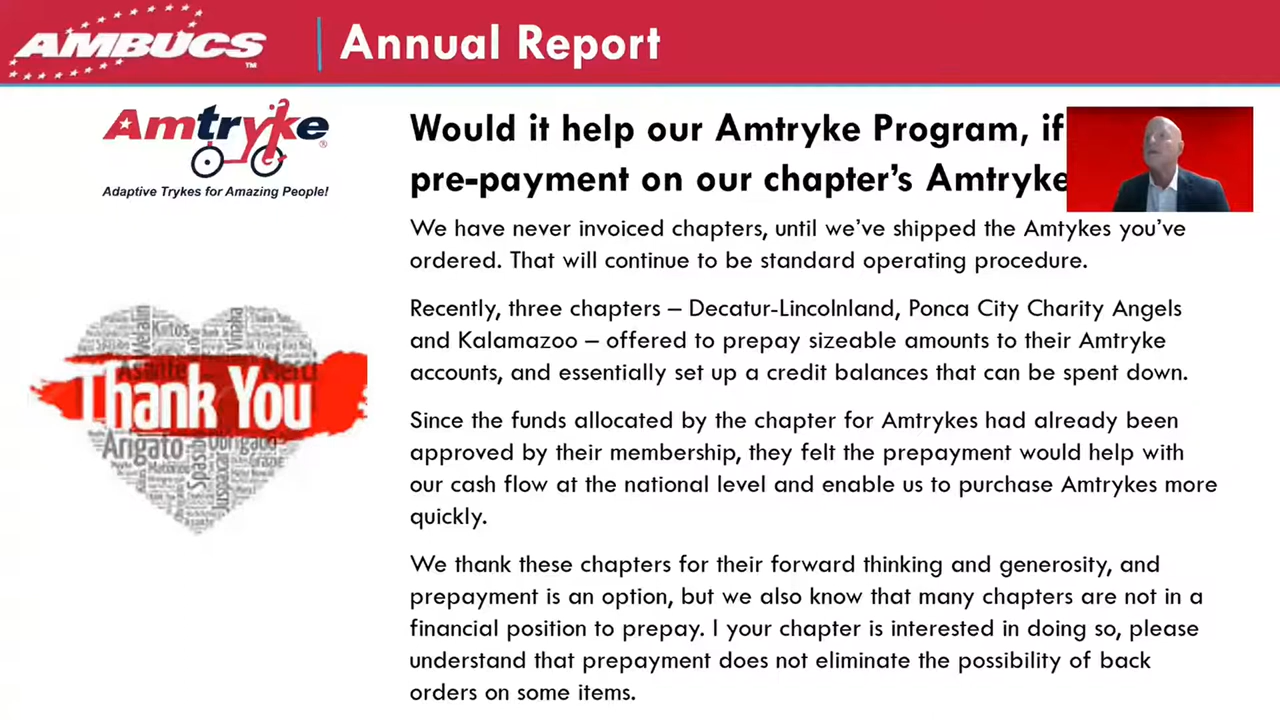 AMBUCS
TM
Annual Report
Amtryke
®
Adaptive Trykes for Amazing People!
Would it help our Amtryke Program, if
pre-payment on our chapter's Amtryke
We have never invoiced chapters, until we've shipped the Amtykes you've
ordered. That will continue to be standard operating procedure.
Recently, three chapters – Decatur-Lincolnland, Ponca City Charity Angels
and Kalamazoo – offered to prepay sizeable amounts to their Amtryke
accounts, and essentially set up a credit balances that can be spent down.
Since the funds allocated by the chapter for Amtrykes had already been
approved by their membership, they felt the prepayment would help with
our cash flow at the national level and enable us to purchase Amtrykes more
quickly.
We thank these chapters for their forward thinking and generosity, and
prepayment is an option, but we also know that many chapters are not in a
financial position to prepay. I your chapter is interested in doing so, please
understand that prepayment does not eliminate the possibility of back
orders on some items.
Kiitos
Vinaka
Asante
Merci
Thank You
Arigato
Spasibo
Grazie